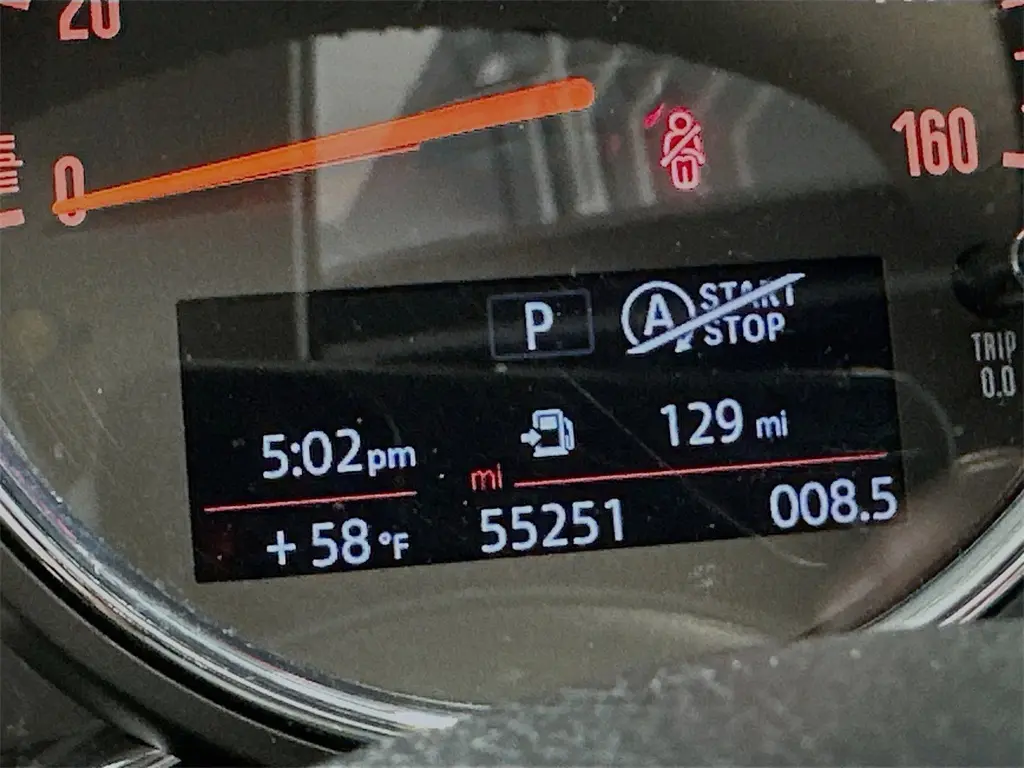 20
mph
0
160
P
A START STOP
TRIP
0.0
5:02pm
129 mi
mi
+58°F
55251
008.5